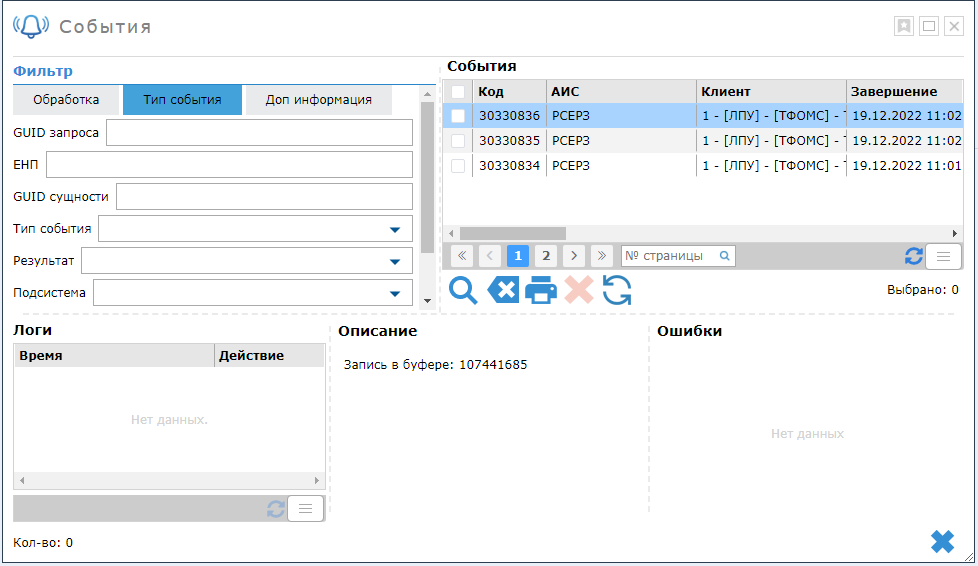 События
Фильтр
Обработка Тип события Доп информация
GUID запроса
ЕНП
GUID сущности
Тип события
Результат
Подсистема
События
Код АИС Клиент Завершение
30330836 РСЕРЗ 1 - [ЛПУ] - [ТФОМС] - 19.12.2022 11:02
30330835 РСЕРЗ 1 - [ЛПУ] - [ТФОМС] - 19.12.2022 11:02
30330834 РСЕРЗ 1 - [ЛПУ] - [ТФОМС] - 19.12.2022 11:01
« ‹ 1 2 › » № страницы
Выбрано: 0
Логи
Время Действие
Нет данных.
Кол-во: 0
Описание
Запись в буфере: 107441685
Ошибки
Нет данных